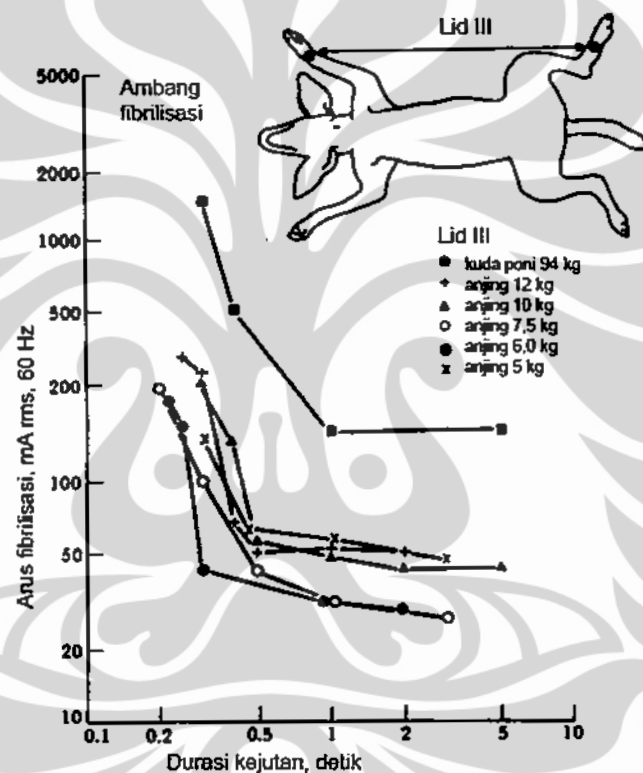 Lid III
Ambang
fibrilisasi
5000
2000
1000
500
200
100
50
20
10
Arus fibrilisasi, mA rms, 60 Hz
Lid III
kuda poni 94 kg
anjing 12 kg
anjing 10 kg
anjing 7,5 kg
anjing 6,0 kg
anjing 5 kg
0.1 0.2 0.5 1 2 5 10
Durasi kejutan, detik